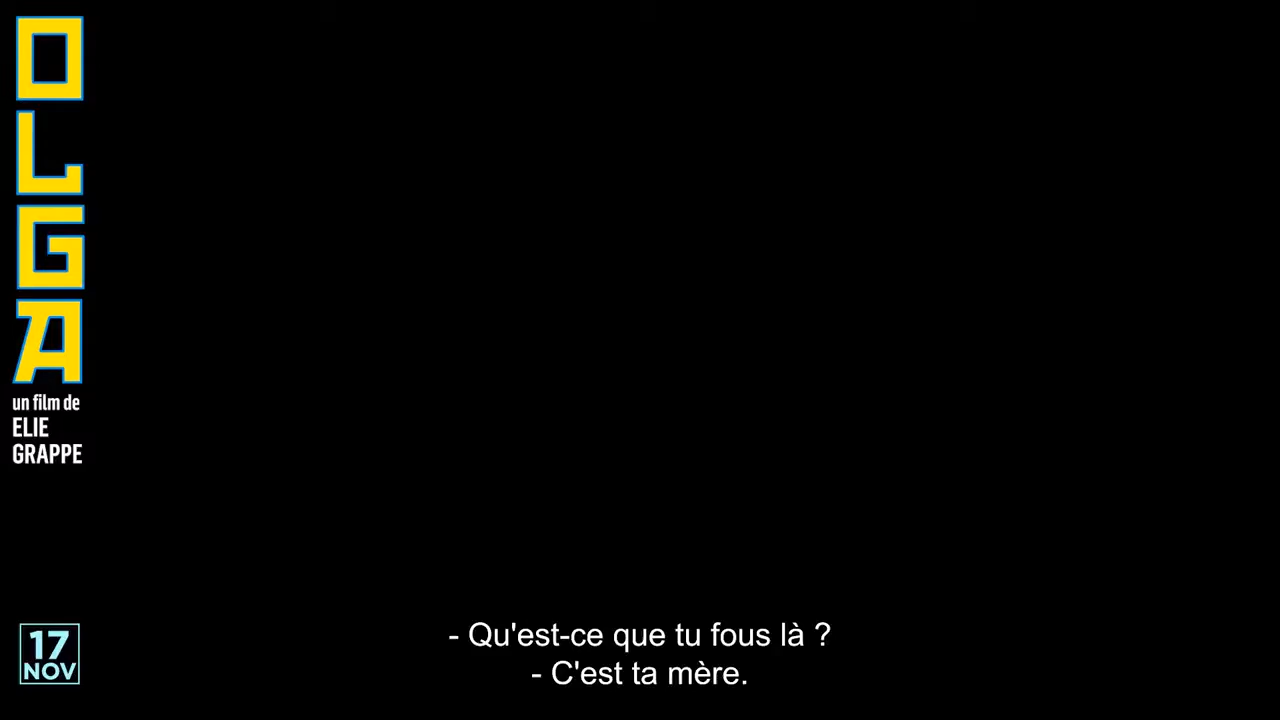 OLGA
un film de
ELIE
GRAPPE
17
NOV
- Qu'est-ce que tu fous là ?
- C'est ta mère.